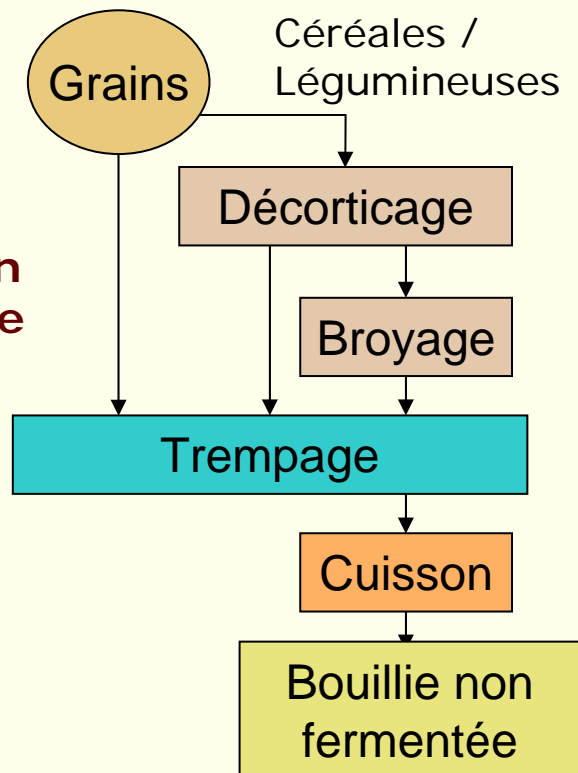 Céréales /
Légumineuses
Grains
Décorticage
n
e
Broyage
Trempage
Cuisson
Bouillie non
fermentée